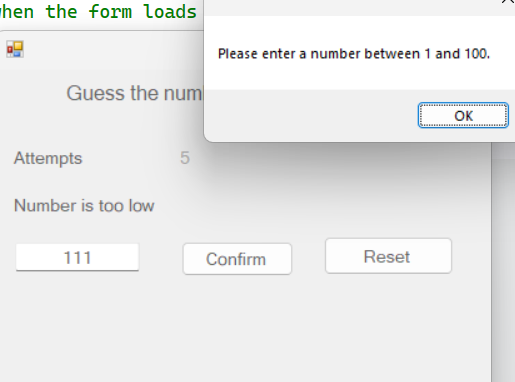 when the form loads
Please enter a number between 1 and 100.
OK
Guess the num
Attempts 5
Number is too low
111 Confirm Reset